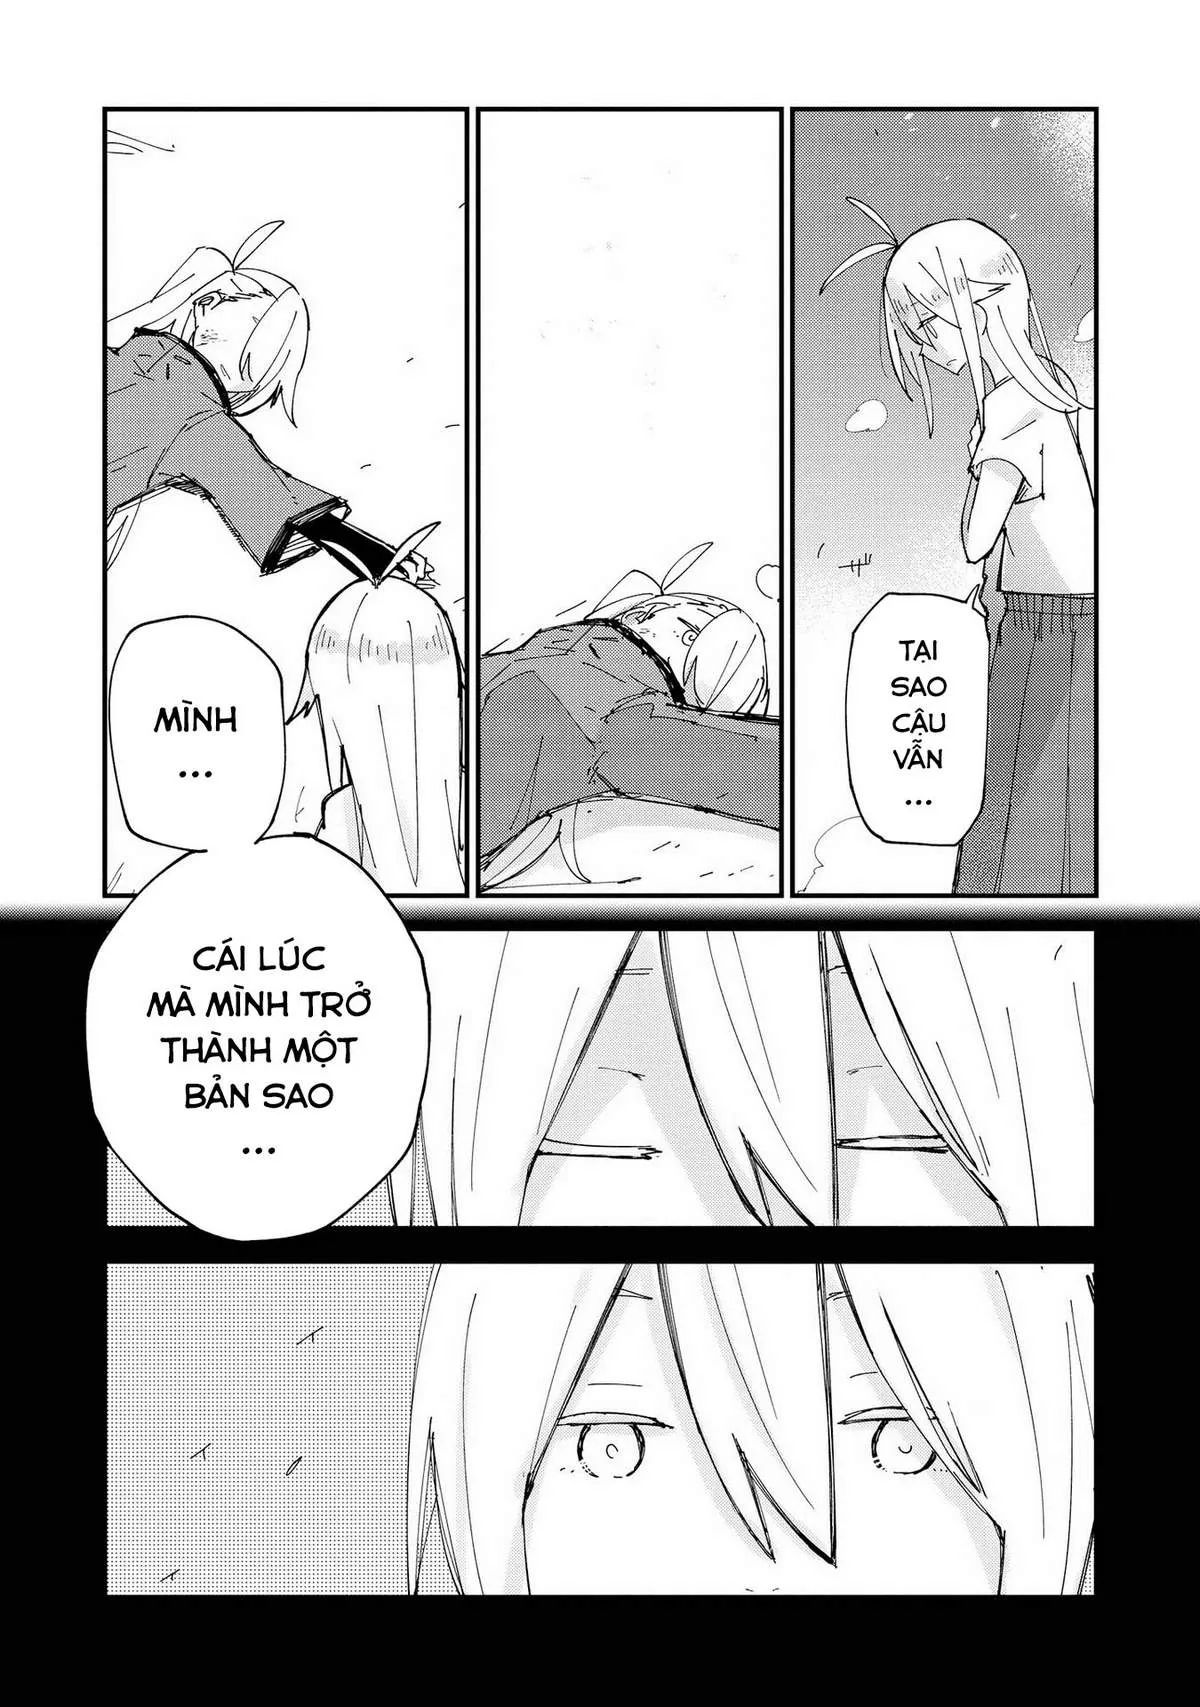 TẠI
SAO
CẬU
VẪN
...
MÌNH
...
CÁI LÚC
MÀ MÌNH TRỞ
THÀNH MỘT
BẢN SAO
...